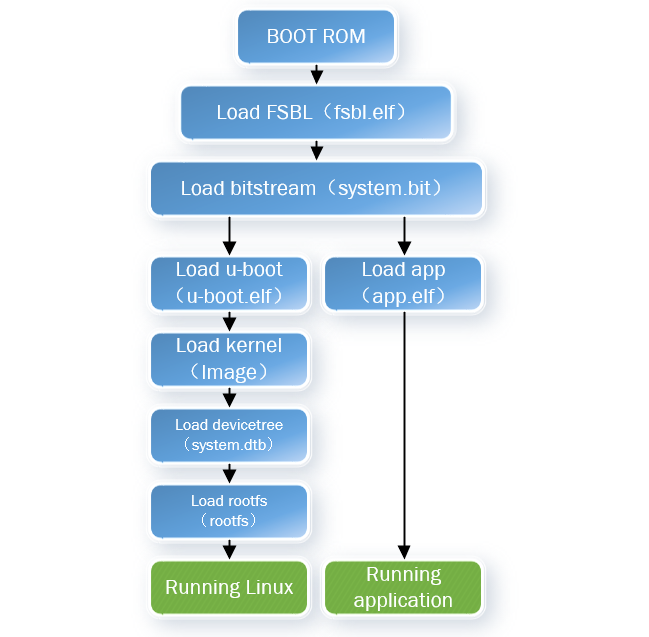 BOOT ROM
Load FSBL（fsbl.elf）
Load bitstream（system.bit）
Load u-boot
（u-boot.elf）
Load app
（app.elf）
Load kernel
（Image）
Load devicetree
（system.dtb）
Load rootfs
（rootfs）
Running Linux
Running
application